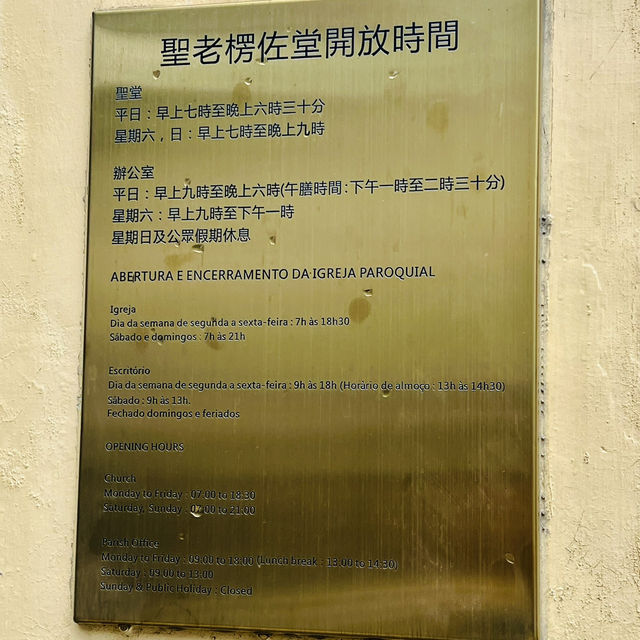 聖老楞佐堂開放時間
聖堂
平日：早上七時至晚上六時三十分
星期六，日：早上七時至晚上九時
辦公室
平日：早上九時至晚上六時(午膳時間:下午一時至二時三十分)
星期六：早上九時至下午一時
星期日及公眾假期休息
ABERTURA E ENCERRAMENTO DA IGREJA PAROQUIAL
Igreja
Dia da semana de segunda a sexta-feira : 7h às 18h30
Sábado e domingos : 7h às 21h
Escritório
Dia da semana de segunda a sexta-feira : 9h às 18h (Horário de almoço : 13h às 14h30)
Sábado : 9h às 13h.
Fechado domingos e feriados
OPENING HOURS
Church
Monday to Friday : 07:00 to 18:30
Saturday, Sunday : 07:00 to 21:00
Parish Office
Monday to Friday : 09:00 to 18:00 (Lunch break : 13:00 to 14:30)
Saturday : 09:00 to 13:00
Sunday & Public Holiday : Closed